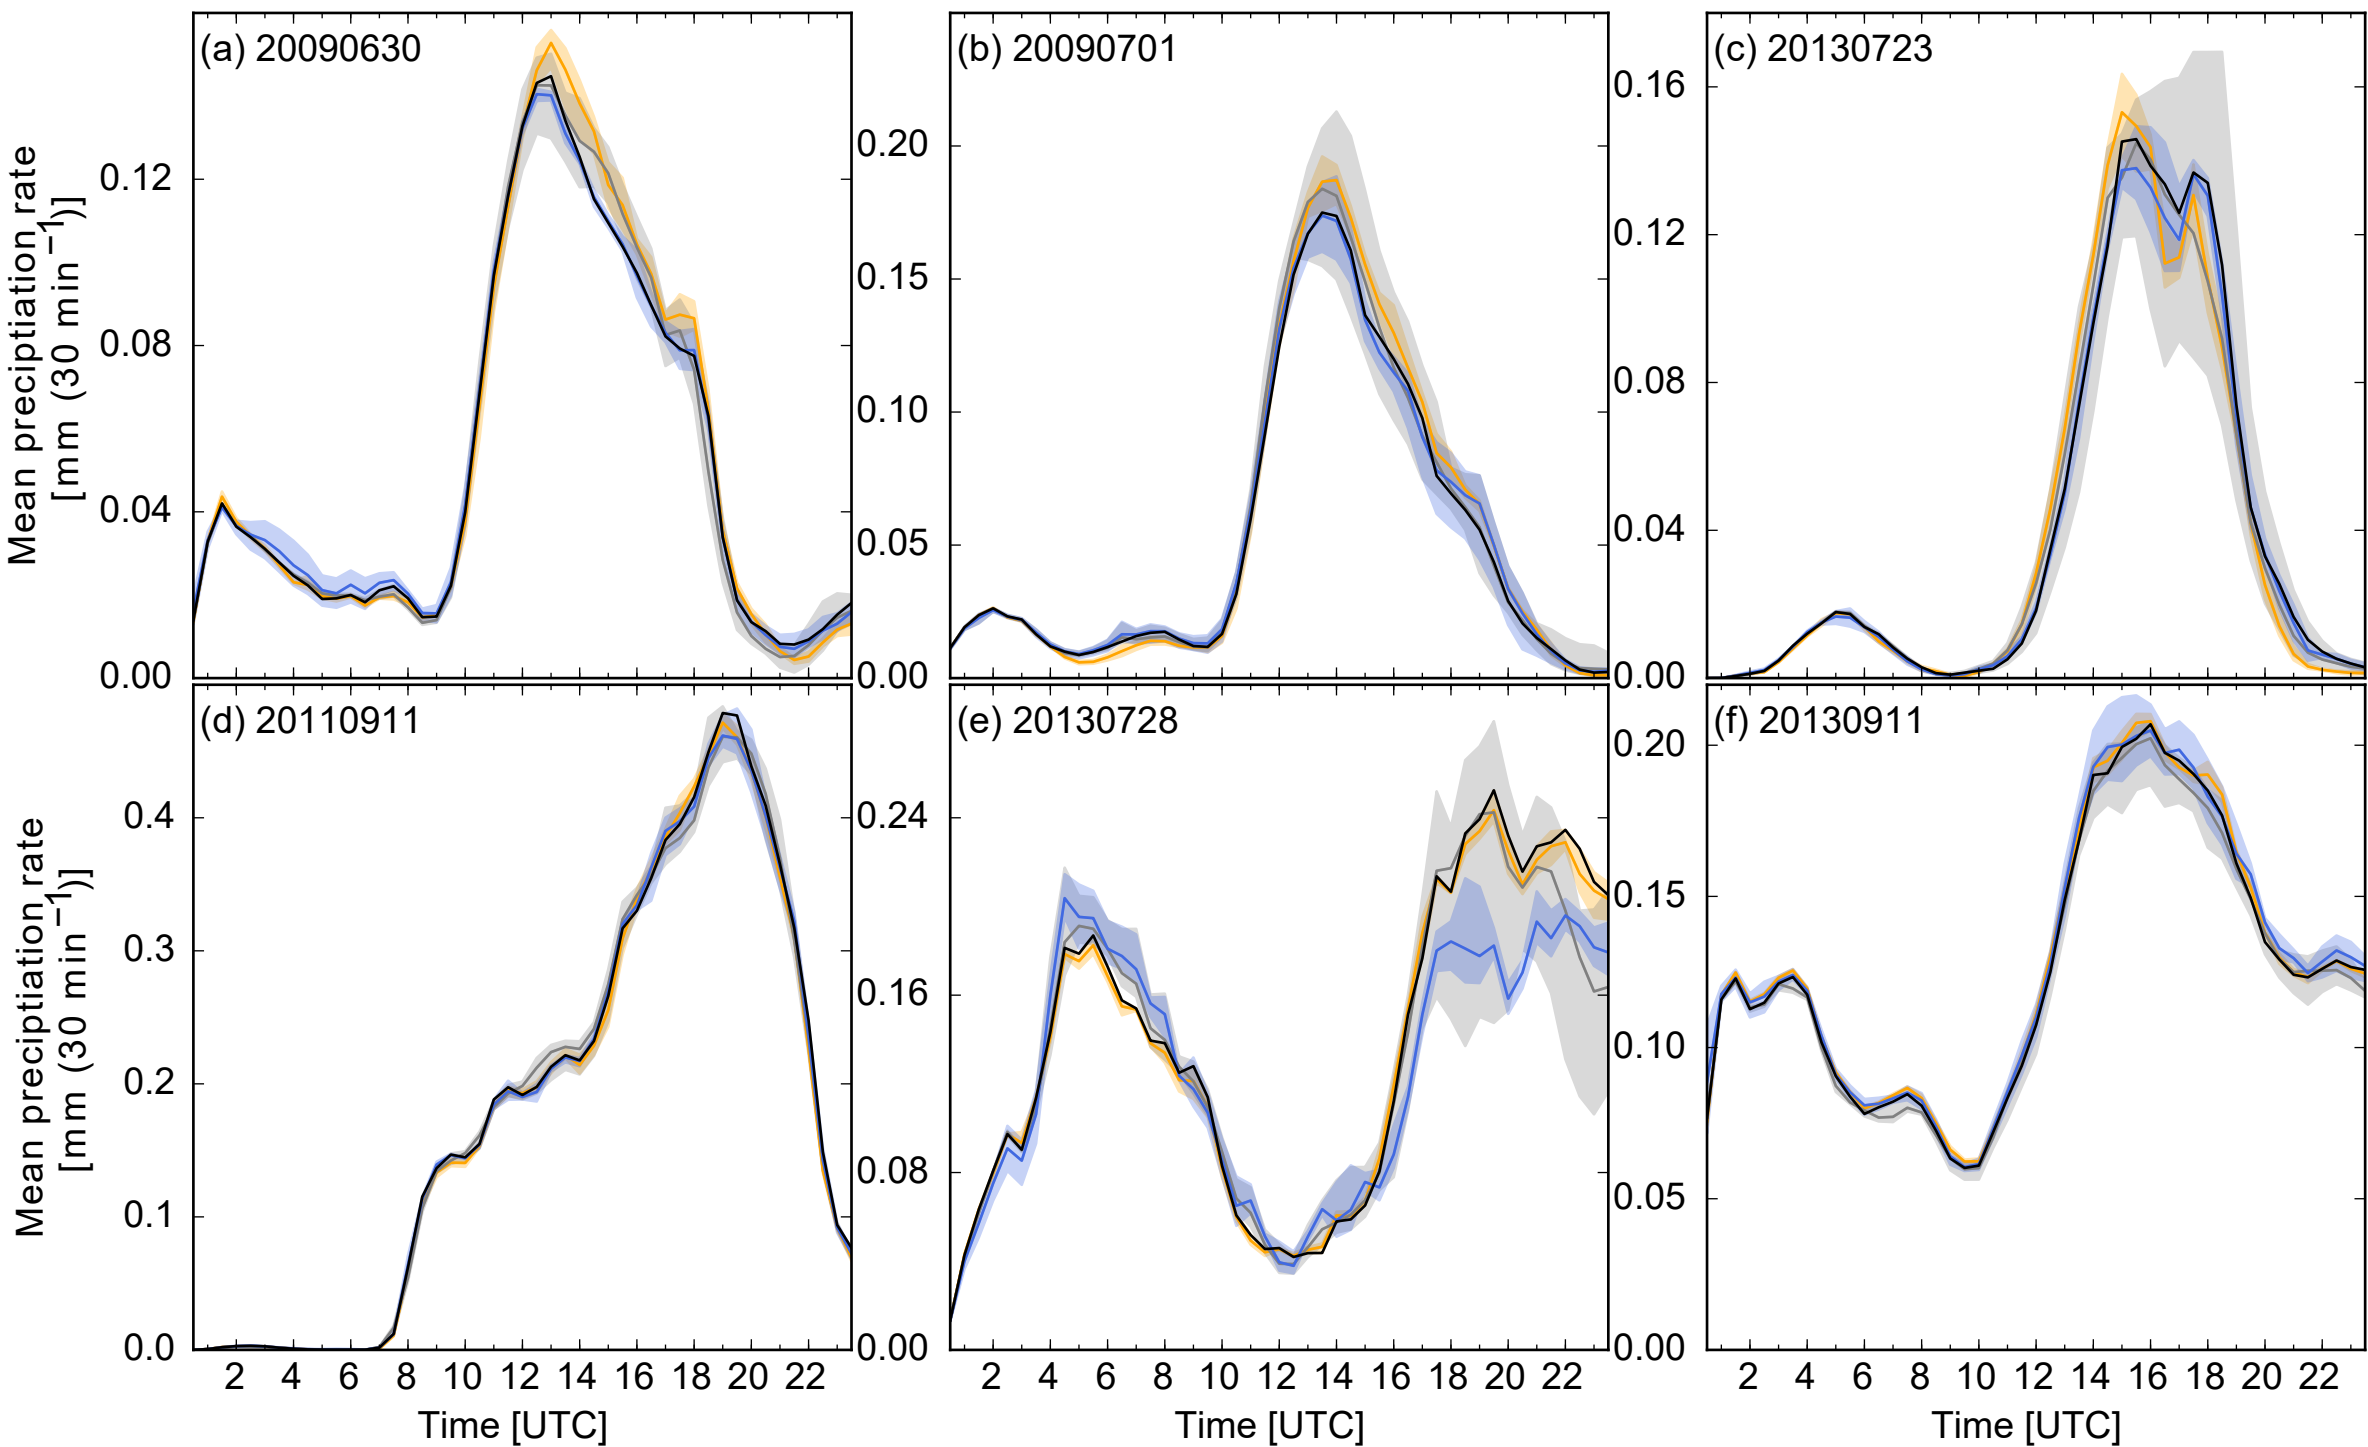 (a) 20090630
(b) 20090701
(c) 20130723
Mean preciptiation rate
[mm (30 min⁻¹)]
0.12
0.08
0.04
0.00
0.20
0.15
0.10
0.05
0.00
0.16
0.12
0.08
0.04
0.00
(d) 20110911
(e) 20130728
(f) 20130911
Mean preciptiation rate
[mm (30 min⁻¹)]
0.4
0.3
0.2
0.1
0.0
0.24
0.16
0.08
0.00
0.20
0.15
0.10
0.05
0.00
2 4 6 8 10 12 14 16 18 20 22
2 4 6 8 10 12 14 16 18 20 22
2 4 6 8 10 12 14 16 18 20 22
Time [UTC]
Time [UTC]
Time [UTC]